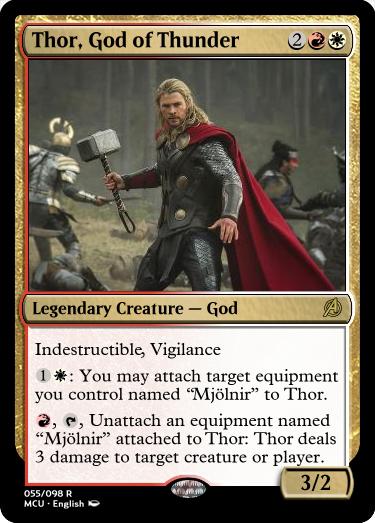 Thor, God of Thunder 2
Legendary Creature — God
Indestructible, Vigilance
1 : You may attach target equipment
you control named “Mjölnir” to Thor.
, , Unattach an equipment named
“Mjölnir” attached to Thor: Thor deals
3 damage to target creature or player.
3/2
055/098 R
MCU • English